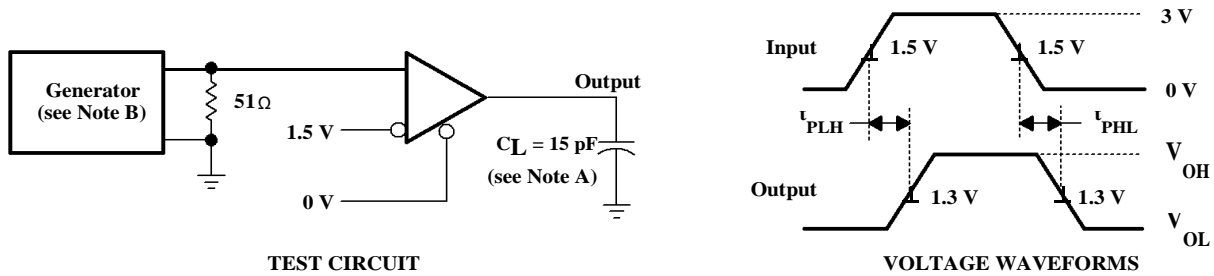 Generator
(see Note B)
51Ω
1.5 V
0 V
Output
CL = 15 pF
(see Note A)
TEST CIRCUIT
Input
1.5 V
1.5 V
3 V
0 V
tPLH
tPHL
Output
1.3 V
1.3 V
VOH
VOL
VOLTAGE WAVEFORMS